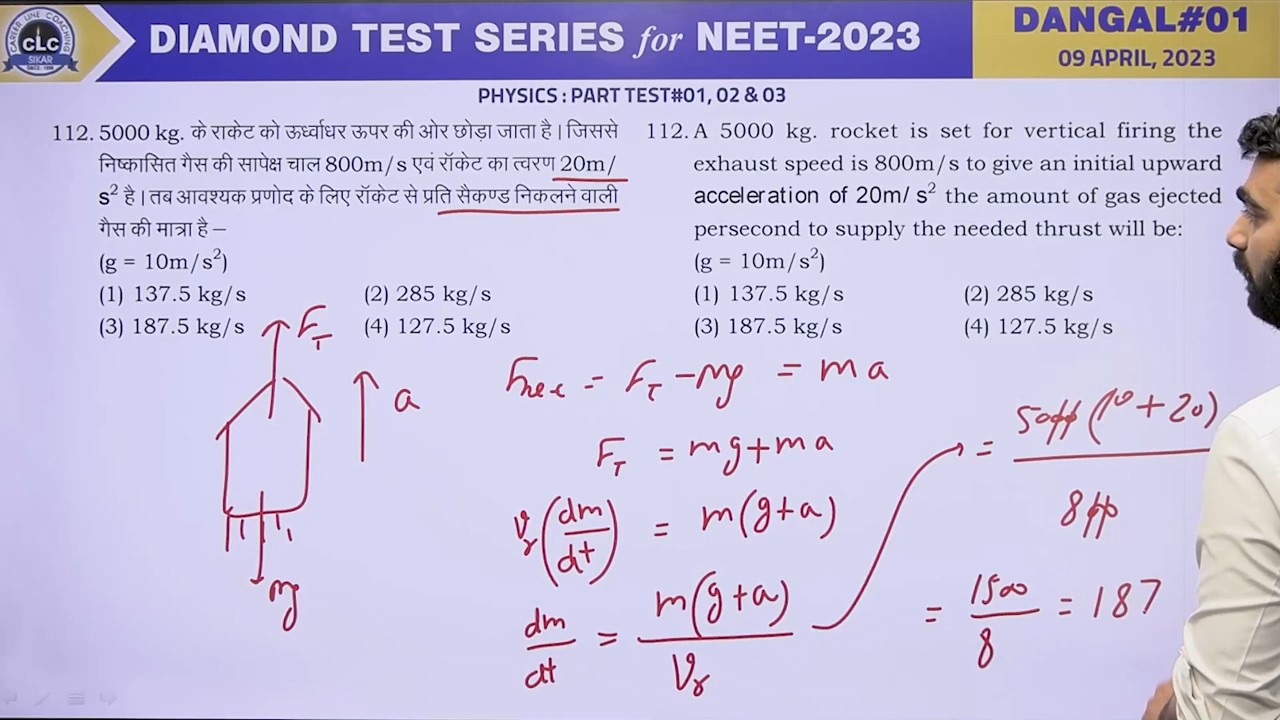 CAREER LINE COACHING
CLC
SIKAR
DIAMOND TEST SERIES for NEET-2023
DANGAL#01
09 APRIL, 2023
PHYSICS : PART TEST#01, 02 & 03
112. 5000 kg. के राकेट को ऊर्ध्वाधर ऊपर की ओर छोड़ा जाता है। जिससे
निष्कासित गैस की सापेक्ष चाल 800m/s एवं रॉकेट का त्वरण 20m/
s² है। तब आवश्यक प्रणोद के लिए रॉकेट से प्रति सैकण्ड निकलने वाली
गैस की मात्रा है –
(g = 10m/s²)
(1) 137.5 kg/s (2) 285 kg/s
(3) 187.5 kg/s (4) 127.5 kg/s
112. A 5000 kg. rocket is set for vertical firing the
exhaust speed is 800m/s to give an initial upward
acceleration of 20m/ s² the amount of gas ejected
persecond to supply the needed thrust will be:
(g = 10m/s²)
(1) 137.5 kg/s (2) 285 kg/s
(3) 187.5 kg/s (4) 127.5 kg/s
F_T
a
mg
F_net = F_T - mg = ma
F_T = mg + ma
v_r (dm/dt) = m(g+a)
dm/dt = m(g+a)/v_r
= 5000(10+20)/800
= 1500/8 = 187